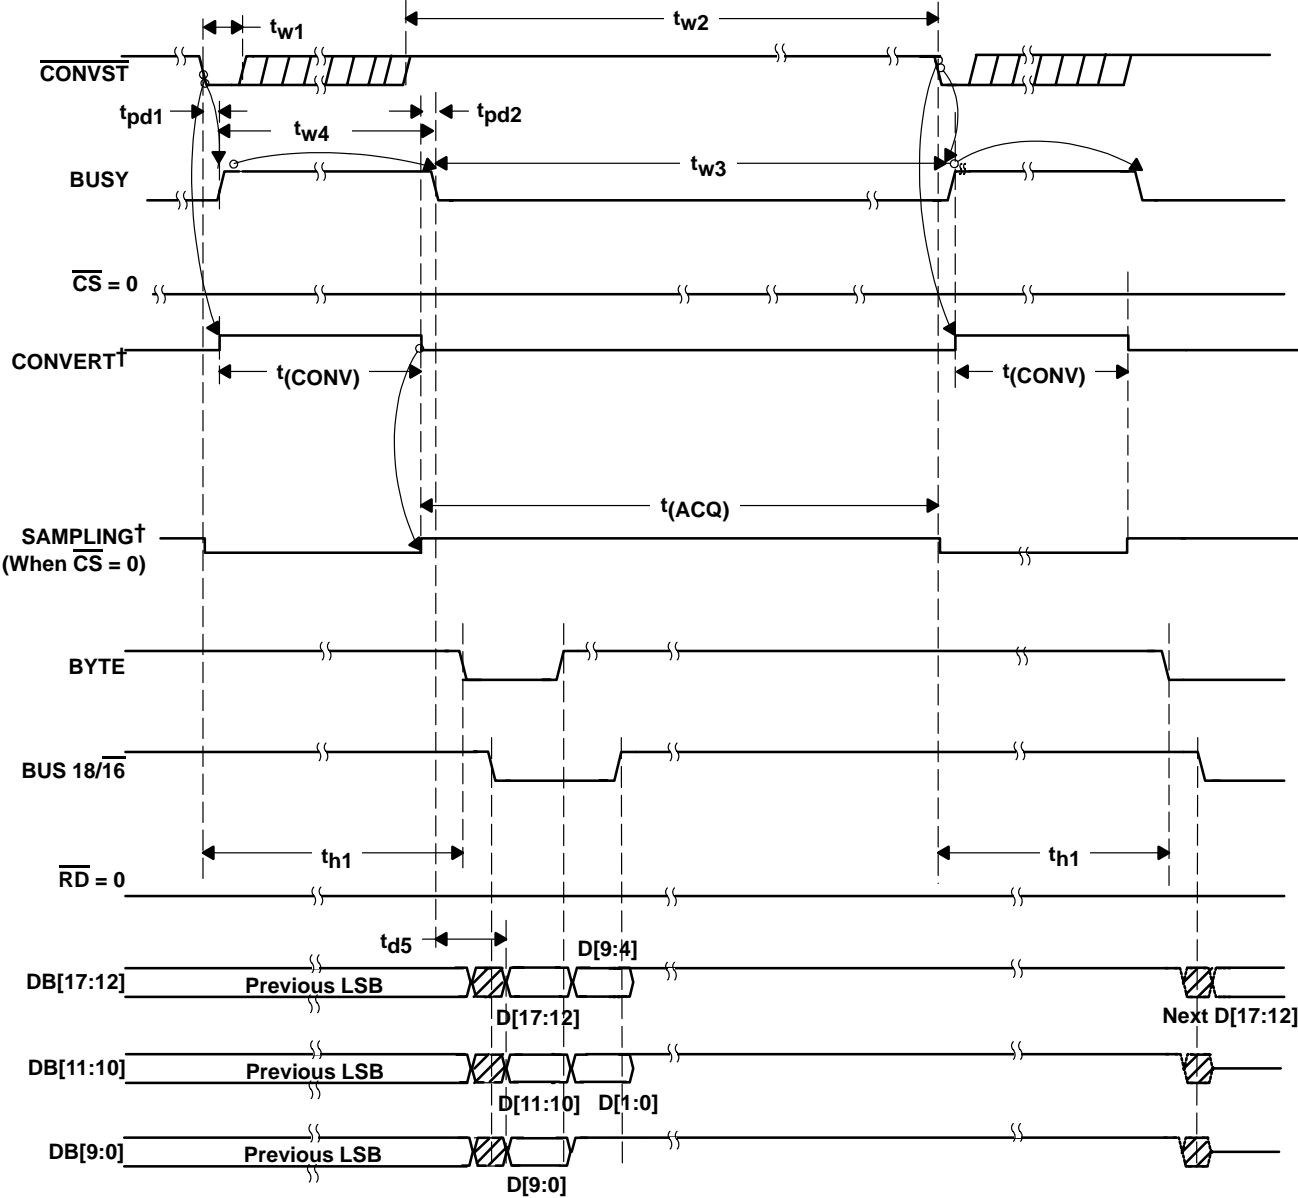 tw1
tw2
CONVST
tpd1
tw4
tpd2
BUSY
tw3
CS = 0
CONVERT†
t(CONV)
t(CONV)
t(ACQ)
SAMPLING†
(When CS = 0)
BYTE
BUS 18/16
th1
th1
RD = 0
td5
D[9:4]
DB[17:12]
Previous LSB
D[17:12]
Next D[17:12]
DB[11:10]
Previous LSB
D[11:10]
D[1:0]
DB[9:0]
Previous LSB
D[9:0]